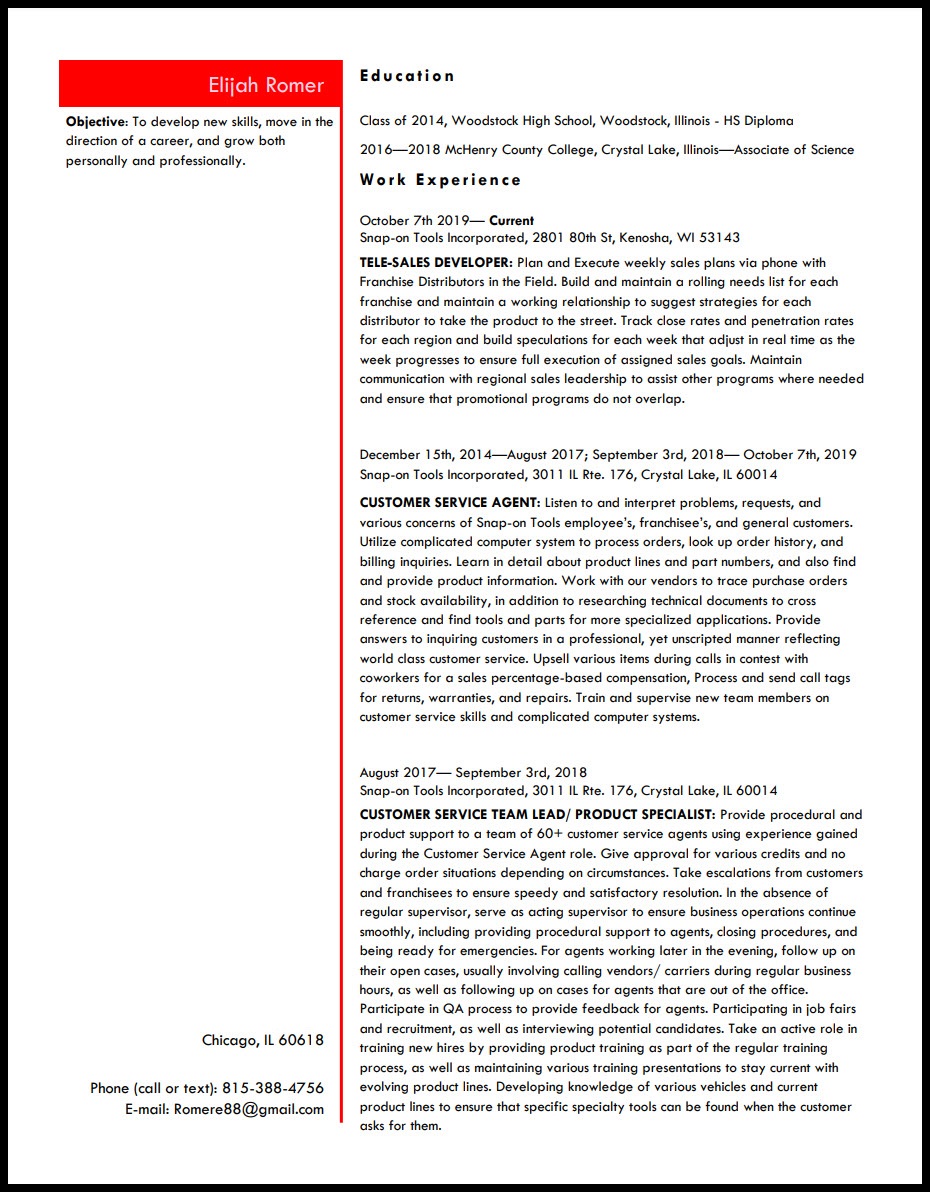 Elijah Romer
Objective: To develop new skills, move in the
direction of a career, and grow both
personally and professionally.
Chicago, IL 60618
Phone (call or text): 815-388-4756
E-mail: Romere88@gmail.com
Education
Class of 2014, Woodstock High School, Woodstock, Illinois - HS Diploma
2016—2018 McHenry County College, Crystal Lake, Illinois—Associate of Science
Work Experience
October 7th 2019— Current
Snap-on Tools Incorporated, 2801 80th St, Kenosha, WI 53143
TELE-SALES DEVELOPER: Plan and Execute weekly sales plans via phone with
Franchise Distributors in the Field. Build and maintain a rolling needs list for each
franchise and maintain a working relationship to suggest strategies for each
distributor to take the product to the street. Track close rates and penetration rates
for each region and build speculations for each week that adjust in real time as the
week progresses to ensure full execution of assigned sales goals. Maintain
communication with regional sales leadership to assist other programs where needed
and ensure that promotional programs do not overlap.
December 15th, 2014—August 2017; September 3rd, 2018— October 7th, 2019
Snap-on Tools Incorporated, 3011 IL Rte. 176, Crystal Lake, IL 60014
CUSTOMER SERVICE AGENT: Listen to and interpret problems, requests, and
various concerns of Snap-on Tools employee's, franchisee's, and general customers.
Utilize complicated computer system to process orders, look up order history, and
billing inquiries. Learn in detail about product lines and part numbers, and also find
and provide product information. Work with our vendors to trace purchase orders
and stock availability, in addition to researching technical documents to cross
reference and find tools and parts for more specialized applications. Provide
answers to inquiring customers in a professional, yet unscripted manner reflecting
world class customer service. Upsell various items during calls in contest with
coworkers for a sales percentage-based compensation, Process and send call tags
for returns, warranties, and repairs. Train and supervise new team members on
customer service skills and complicated computer systems.
August 2017— September 3rd, 2018
Snap-on Tools Incorporated, 3011 IL Rte. 176, Crystal Lake, IL 60014
CUSTOMER SERVICE TEAM LEAD/ PRODUCT SPECIALIST: Provide procedural and
product support to a team of 60+ customer service agents using experience gained
during the Customer Service Agent role. Give approval for various credits and no
charge order situations depending on circumstances. Take escalations from customers
and franchisees to ensure speedy and satisfactory resolution. In the absence of
regular supervisor, serve as acting supervisor to ensure business operations continue
smoothly, including providing procedural support to agents, closing procedures, and
being ready for emergencies. For agents working later in the evening, follow up on
their open cases, usually involving calling vendors/ carriers during regular business
hours, as well as following up on cases for agents that are out of the office.
Participate in QA process to provide feedback for agents. Participating in job fairs
and recruitment, as well as interviewing potential candidates. Take an active role in
training new hires by providing product training as part of the regular training
process, as well as maintaining various training presentations to stay current with
evolving product lines. Developing knowledge of various vehicles and current
product lines to ensure that specific specialty tools can be found when the customer
asks for them.